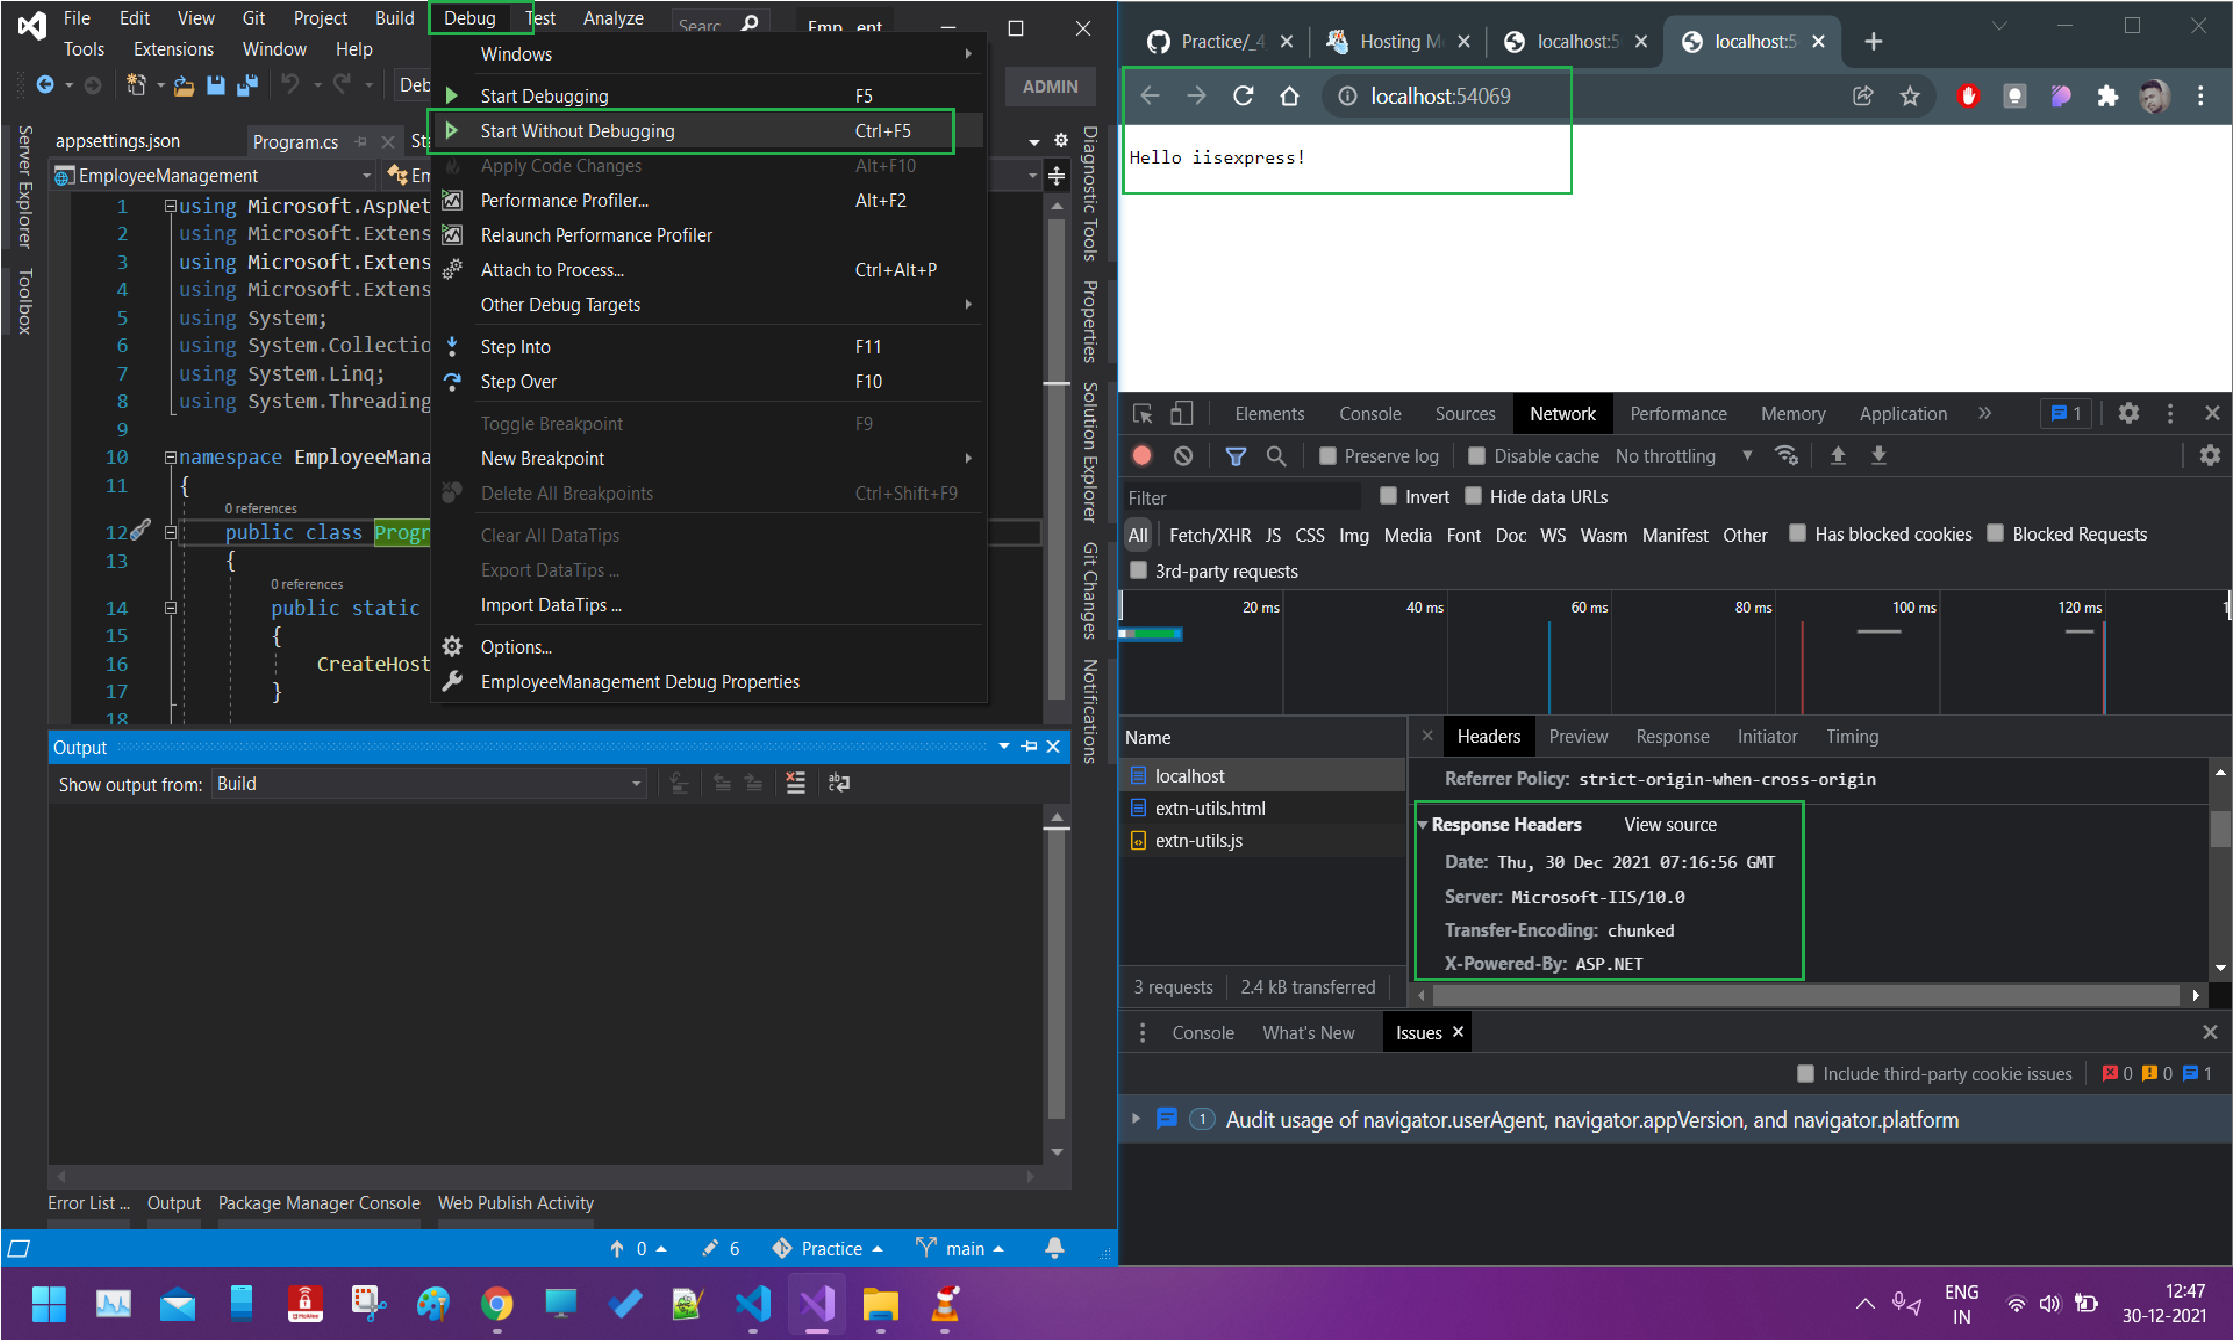 File Edit View Git Project Build Debug Test Analyze
Tools Extensions Window Help
ADMIN
Windows
Start Debugging F5
Start Without Debugging Ctrl+F5
Apply Code Changes Alt+F10
Performance Profiler... Alt+F2
Relaunch Performance Profiler
Attach to Process... Ctrl+Alt+P
Other Debug Targets
Step Into F11
Step Over F10
Toggle Breakpoint F9
New Breakpoint
Delete All Breakpoints Ctrl+Shift+F9
Clear All DataTips
Export DataTips ...
Import DataTips ...
Options...
EmployeeManagement Debug Properties
Server Explorer
Toolbox
appsettings.json Program.cs
EmployeeManagement
1 using Microsoft.AspNet
2 using Microsoft.Extens
3 using Microsoft.Extens
4 using Microsoft.Extens
5 using System;
6 using System.Collectio
7 using System.Linq;
8 using System.Threading
9
10 namespace EmployeeMana
11 {
0 references
12 public class Progr
13 {
0 references
14 public static
15 {
16 CreateHost
17 }
18
Diagnostic Tools
Properties
Solution Explorer
Git Changes
Notifications
Output
Show output from: Build
Error List ... Output Package Manager Console Web Publish Activity
0 6 Practice main
Practice/_4 Hosting Mo localhost:5 localhost:5
localhost:54069
Hello iisexpress!
Elements Console Sources Network Performance Memory Application 1
Preserve log Disable cache No throttling
Filter Invert Hide data URLs
All Fetch/XHR JS CSS Img Media Font Doc WS Wasm Manifest Other Has blocked cookies Blocked Requests
3rd-party requests
20 ms 40 ms 60 ms 80 ms 100 ms 120 ms
Name
localhost
extn-utils.html
extn-utils.js
3 requests 2.4 kB transferred
Headers Preview Response Initiator Timing
Referrer Policy: strict-origin-when-cross-origin
Response Headers View source
Date: Thu, 30 Dec 2021 07:16:56 GMT
Server: Microsoft-IIS/10.0
Transfer-Encoding: chunked
X-Powered-By: ASP.NET
Console What's New Issues
Include third-party cookie issues 0 0 1
1 Audit usage of navigator.userAgent, navigator.appVersion, and navigator.platform
ENG
IN
12:47
30-12-2021